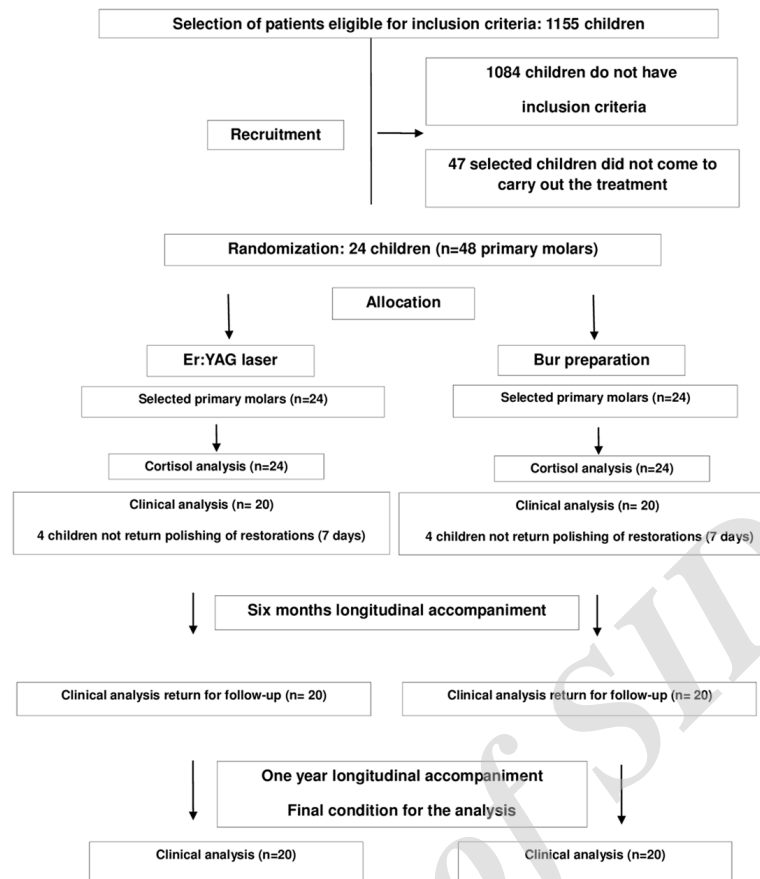 Selection of patients eligible for inclusion criteria: 1155 children
1084 children do not have
inclusion criteria
Recruitment
47 selected children did not come to
carry out the treatment
Randomization: 24 children (n=48 primary molars)
Allocation
Er:YAG laser
Bur preparation
Selected primary molars (n=24)
Selected primary molars (n=24)
Cortisol analysis (n=24)
Cortisol analysis (n=24)
Clinical analysis (n= 20)
4 children not return polishing of restorations (7 days)
Clinical analysis (n= 20)
4 children not return polishing of restorations (7 days)
Six months longitudinal accompaniment
Clinical analysis return for follow-up (n= 20)
Clinical analysis return for follow-up (n= 20)
One year longitudinal accompaniment
Final condition for the analysis
Clinical analysis (n=20)
Clinical analysis (n=20)
of SID